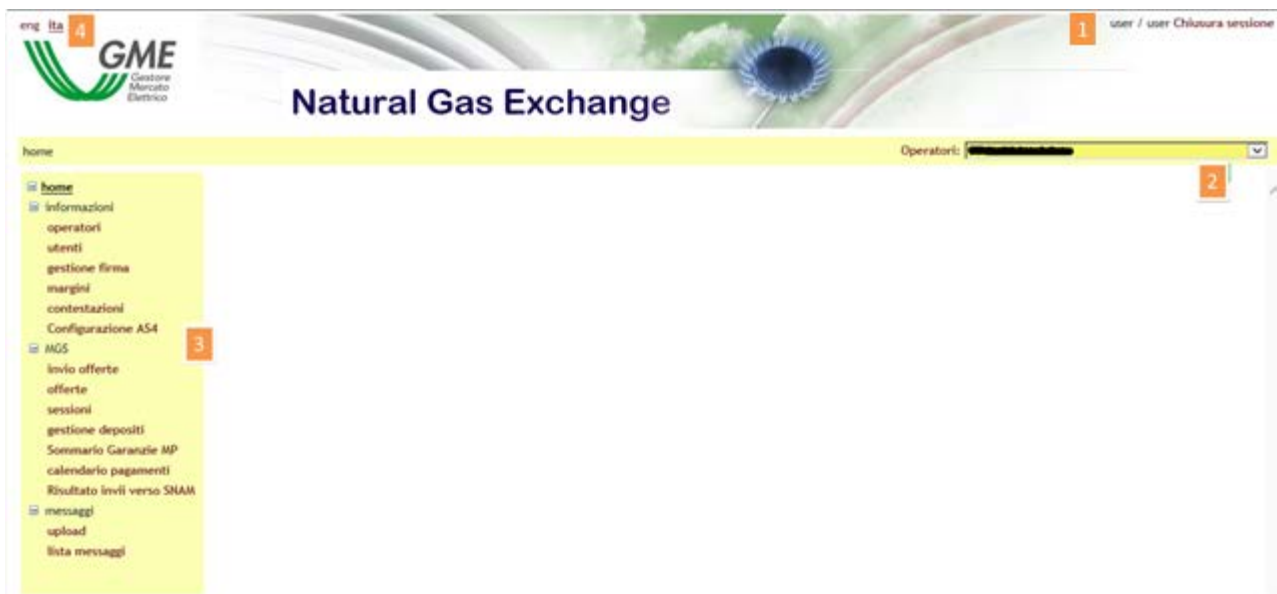 eng ita 4
1 user / user Chiusura sessione
GME
Gestore
Mercato
Elettrico
Natural Gas Exchange
home
Operatori:
2
home
informazioni
operatori
utenti
gestione firma
margini
contestazioni
Configurazione AS4
3
MGS
invio offerte
offerte
sessioni
gestione depositi
Sommario Garanzie MP
calendario pagamenti
Risultato invii verso SNAM
messaggi
upload
lista messaggi